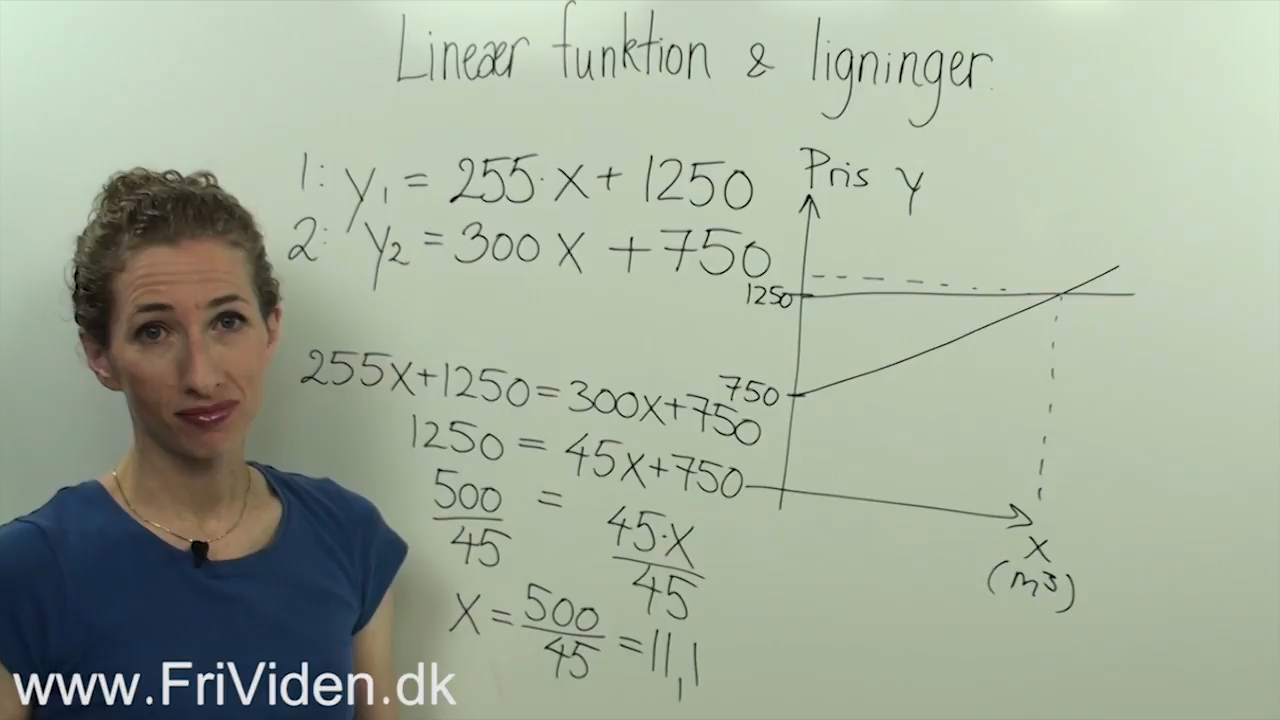 Lineær funktion & ligninger.
1: y₁ = 255·x + 1250
2: y₂ = 300x + 750
Pris y
1250
750
x
(m3)
255x+1250=300x+750
1250 = 45x+750
500/45 = 45·x/45
x = 500/45 = 11,1
www.FriViden.dk